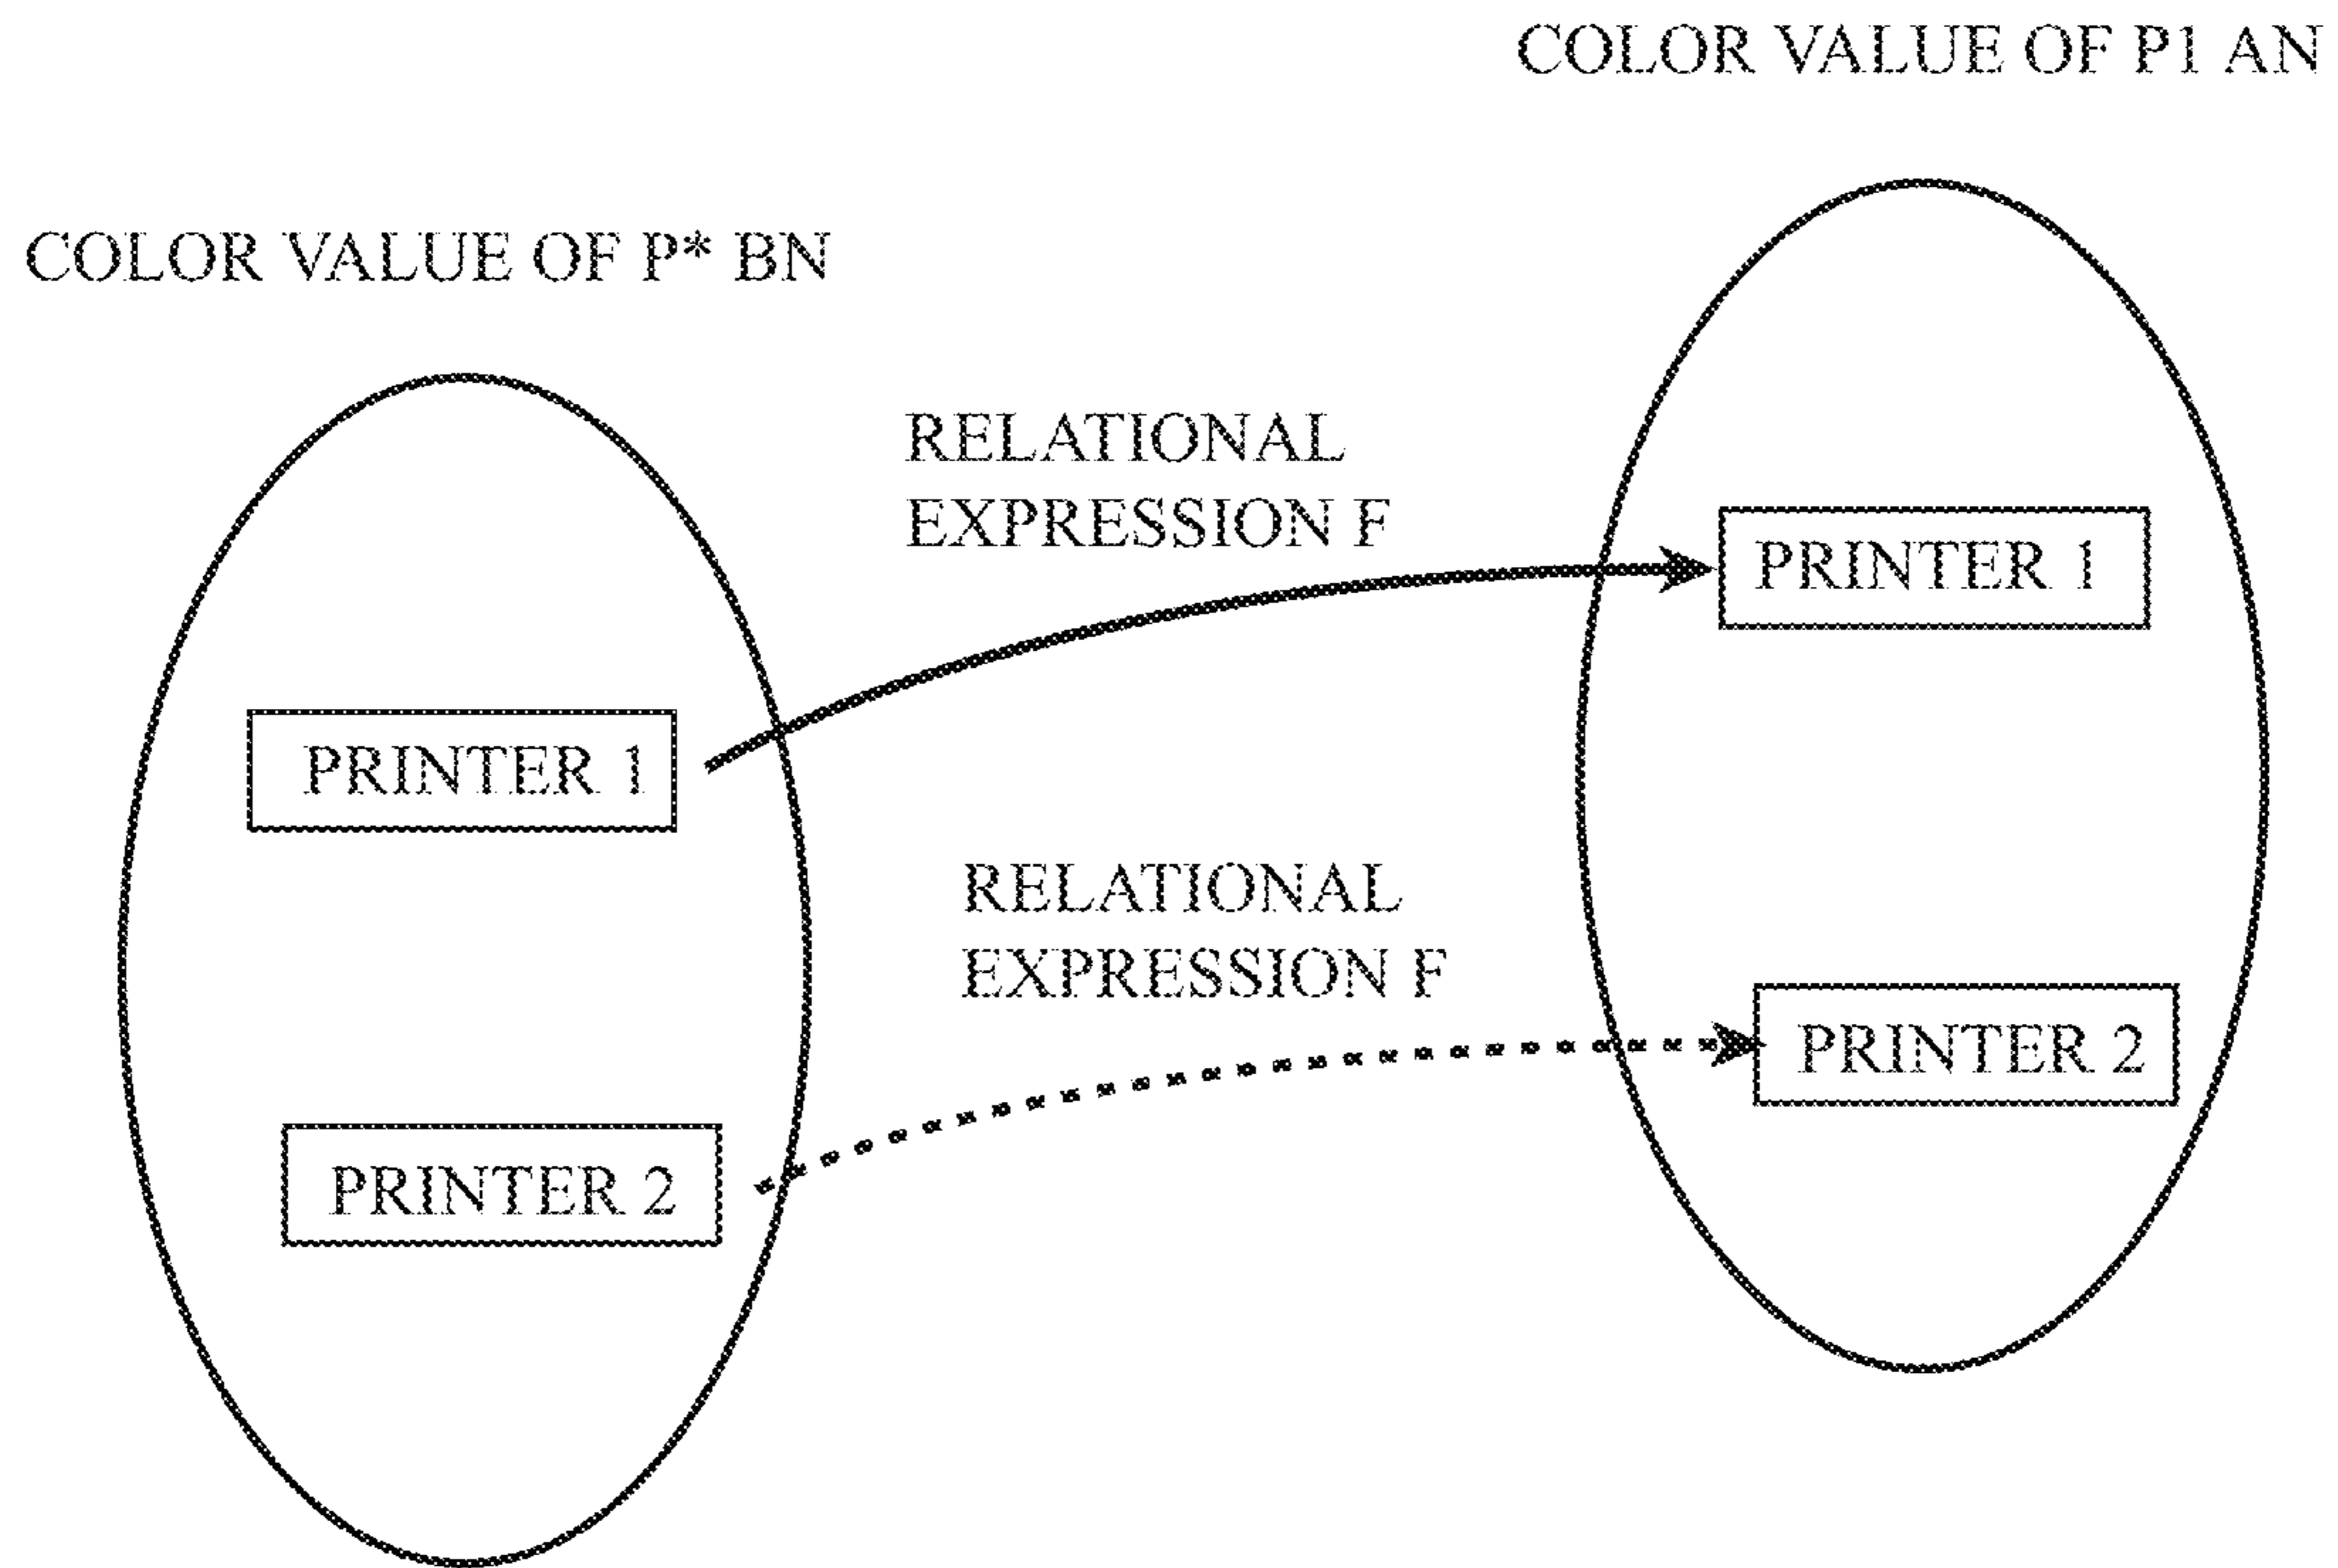 COLOR VALUE OF P1 AN
COLOR VALUE OF P* BN
RELATIONAL
EXPRESSION F
PRINTER 1
PRINTER 1
RELATIONAL
EXPRESSION F
PRINTER 2
PRINTER 2